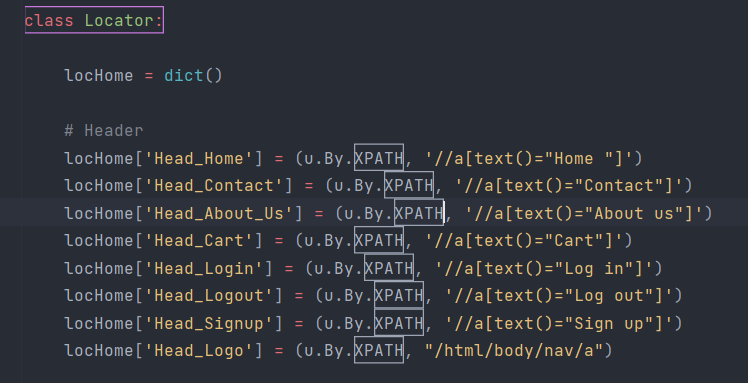 class Locator:
locHome = dict()
# Header
locHome['Head_Home'] = (u.By.XPATH, '//a[text()="Home "]')
locHome['Head_Contact'] = (u.By.XPATH, '//a[text()="Contact"]')
locHome['Head_About_Us'] = (u.By.XPATH, '//a[text()="About us"]')
locHome['Head_Cart'] = (u.By.XPATH, '//a[text()="Cart"]')
locHome['Head_Login'] = (u.By.XPATH, '//a[text()="Log in"]')
locHome['Head_Logout'] = (u.By.XPATH, '//a[text()="Log out"]')
locHome['Head_Signup'] = (u.By.XPATH, '//a[text()="Sign up"]')
locHome['Head_Logo'] = (u.By.XPATH, "/html/body/nav/a")